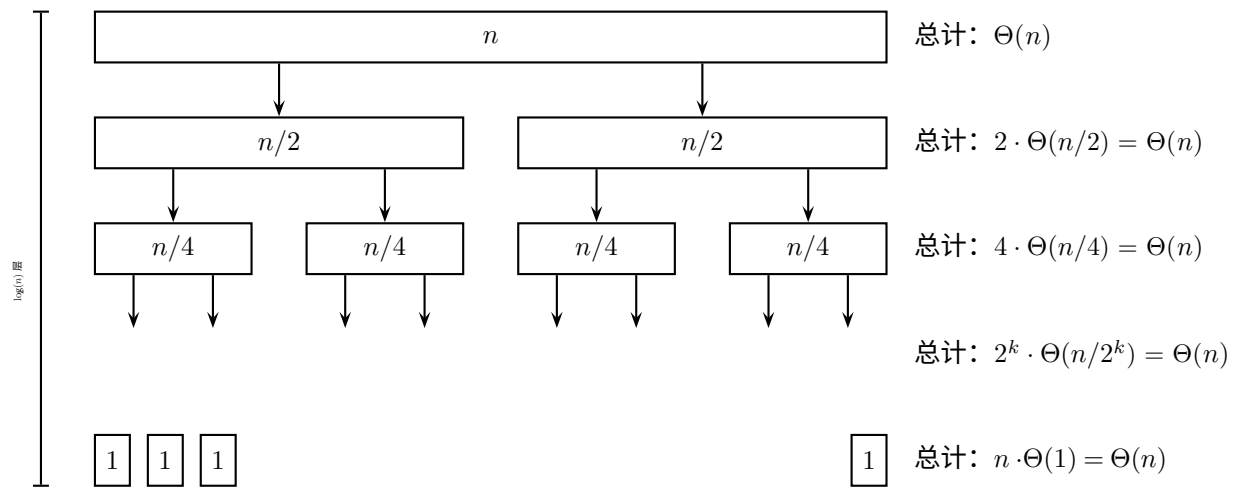 n 总计：Θ(n)
n/2 n/2 总计：2 · Θ(n/2) = Θ(n)
n/4 n/4 n/4 n/4 总计：4 · Θ(n/4) = Θ(n)
log(n) 层
总计：2^k · Θ(n/2^k) = Θ(n)
1 1 1 1 总计：n ·Θ(1) = Θ(n)